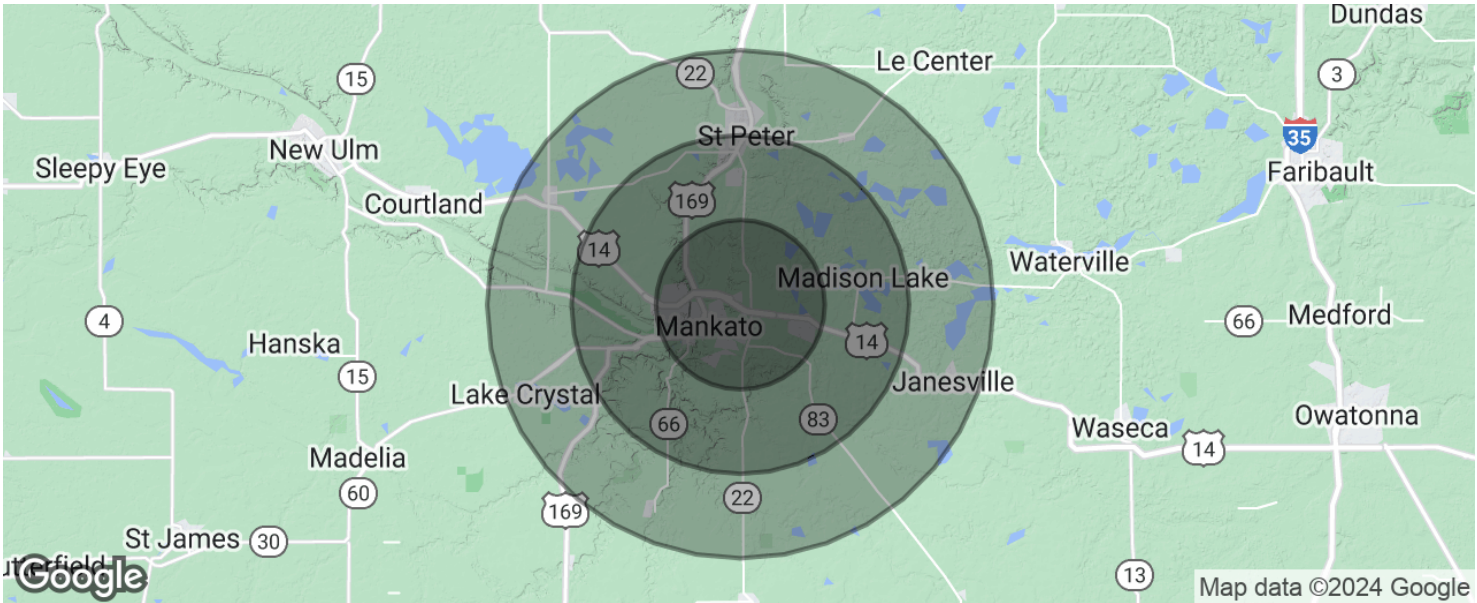 Dundas
Le Center
22
15
3
St Peter
35
New Ulm
Sleepy Eye
Faribault
169
Courtland
14
Waterville
Madison Lake
4
66
Medford
Mankato
Hanska
14
15
Janesville
Lake Crystal
Owatonna
66
83
Waseca
14
Madelia
60
22
169
St James
30
13
Google
Map data ©2024 Google